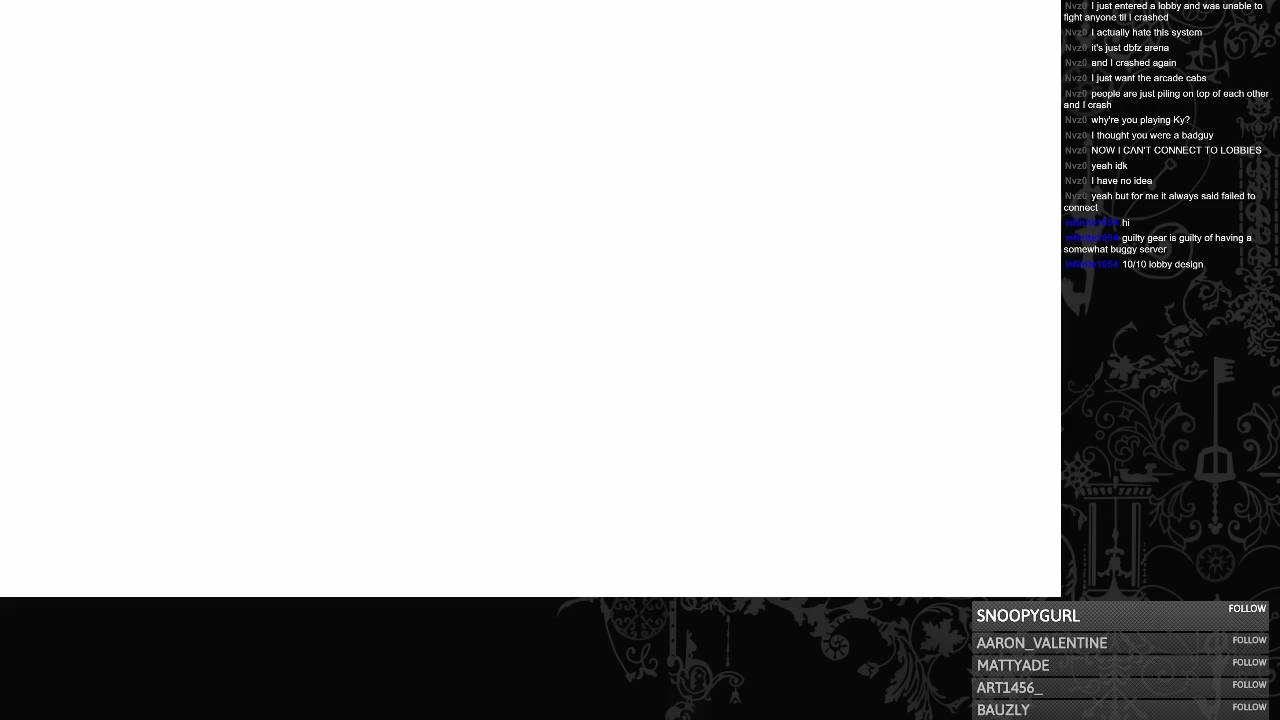 Nvz0 I just entered a lobby and was unable to
fight anyone til I crashed
Nvz0 I actually hate this system
Nvz0 it's just dbfz arena
Nvz0 and I crashed again
Nvz0 I just want the arcade cabs
Nvz0 people are just piling on top of each other
and I crash
Nvz0 why're you playing Ky?
Nvz0 I thought you were a badguy
Nvz0 NOW I CAN'T CONNECT TO LOBBIES
Nvz0 yeah idk
Nvz0 I have no idea
Nvz0 yeah but for me it always said failed to
connect
hi
guilty gear is guilty of having a
somewhat buggy server
10/10 lobby design
SNOOPYGURL FOLLOW
AARON_VALENTINE FOLLOW
MATTYADE FOLLOW
ART1456_ FOLLOW
BAUZLY FOLLOW